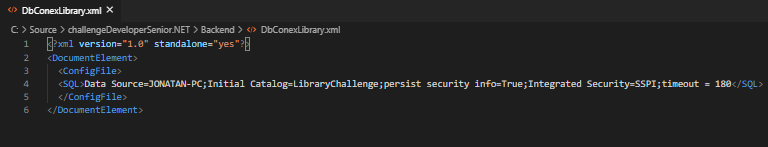 DbConexLibrary.xml ×
C: > Source > challengeDeveloperSenior.NET > Backend > DbConexLibrary.xml
1 <?xml version="1.0" standalone="yes"?>
2 <DocumentElement>
3 <ConfigFile>
4 <SQL>Data Source=JONATAN-PC;Initial Catalog=LibraryChallenge;persist security info=True;Integrated Security=SSPI;timeout = 180</SQL>
5 </ConfigFile>
6 </DocumentElement>